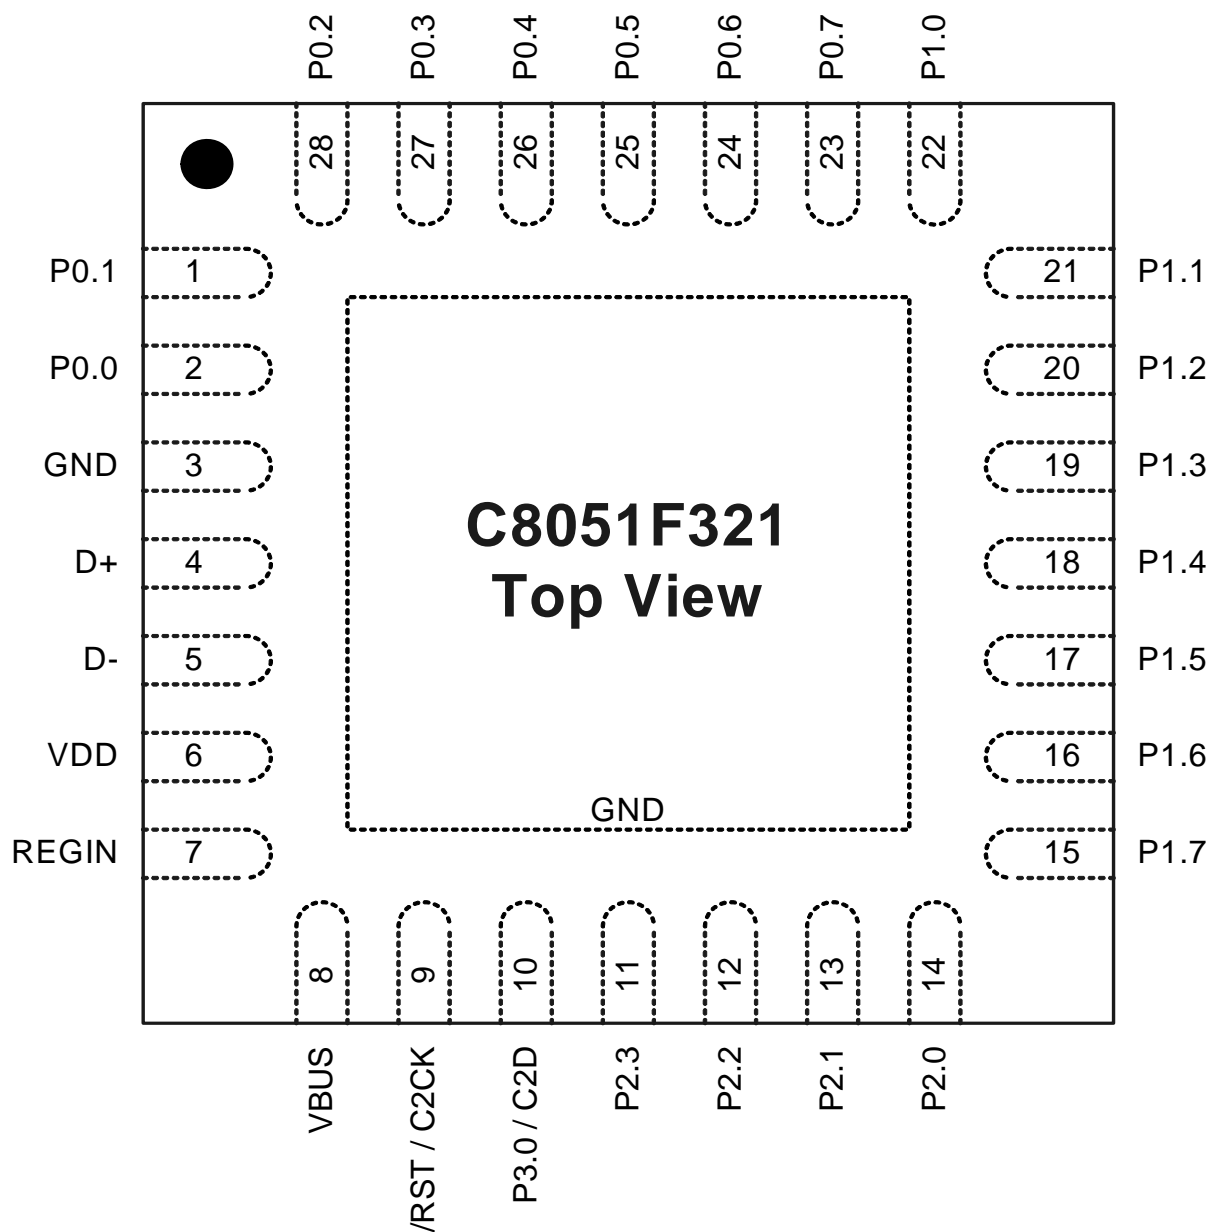 P0.2
P0.3
P0.4
P0.5
P0.6
P0.7
P1.0
28
27
26
25
24
23
22
P0.1
1
21
P1.1
P0.0
2
20
P1.2
GND
3
19
P1.3
C8051F321
Top View
D+
4
18
P1.4
D-
5
17
P1.5
VDD
6
16
P1.6
GND
REGIN
7
15
P1.7
8
9
10
11
12
13
14
VBUS
/RST / C2CK
P3.0 / C2D
P2.3
P2.2
P2.1
P2.0